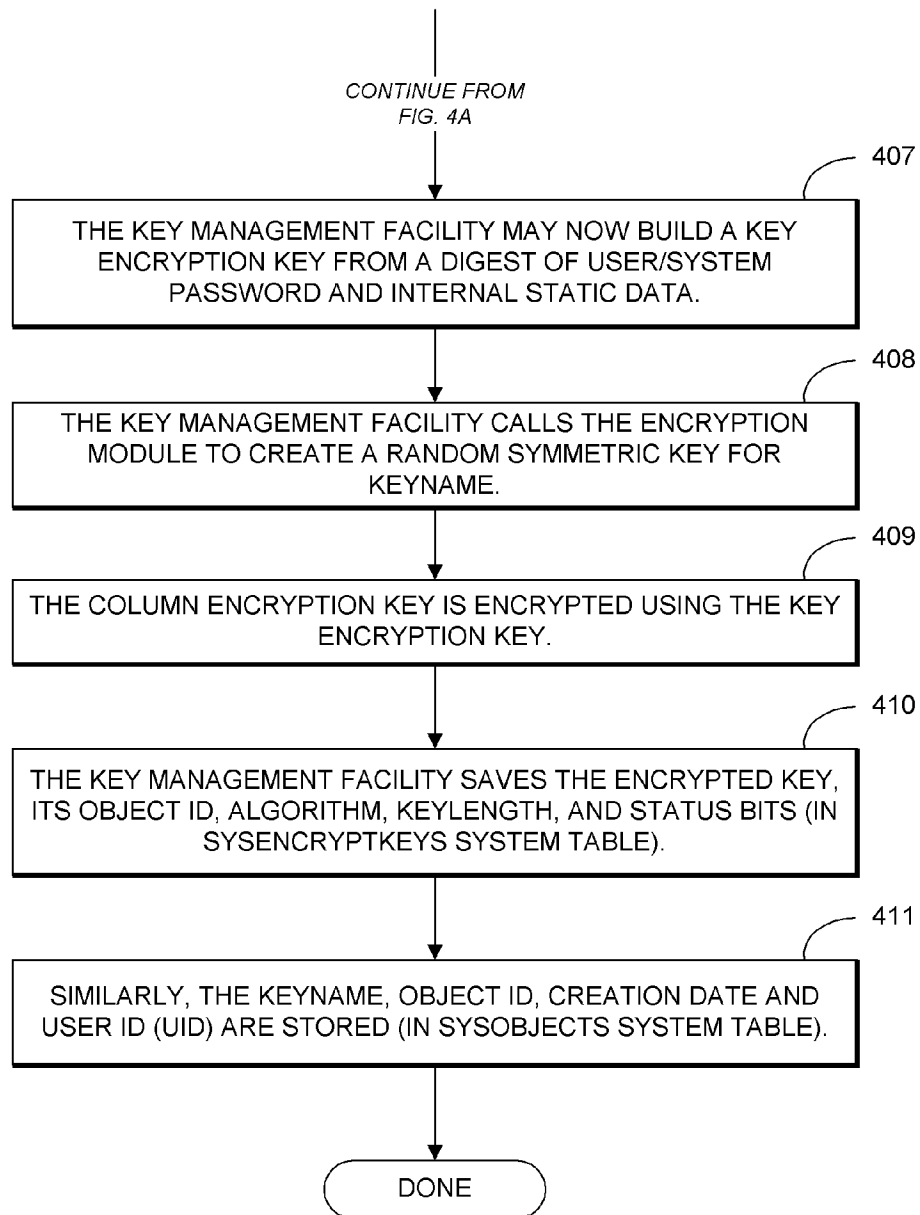 CONTINUE FROM
FIG. 4A
407
THE KEY MANAGEMENT FACILITY MAY NOW BUILD A KEY
ENCRYPTION KEY FROM A DIGEST OF USER/SYSTEM
PASSWORD AND INTERNAL STATIC DATA.
408
THE KEY MANAGEMENT FACILITY CALLS THE ENCRYPTION
MODULE TO CREATE A RANDOM SYMMETRIC KEY FOR
KEYNAME.
409
THE COLUMN ENCRYPTION KEY IS ENCRYPTED USING THE KEY
ENCRYPTION KEY.
410
THE KEY MANAGEMENT FACILITY SAVES THE ENCRYPTED KEY,
ITS OBJECT ID, ALGORITHM, KEYLENGTH, AND STATUS BITS (IN
SYSENCRYPTKEYS SYSTEM TABLE).
411
SIMILARLY, THE KEYNAME, OBJECT ID, CREATION DATE AND
USER ID (UID) ARE STORED (IN SYSOBJECTS SYSTEM TABLE).
DONE